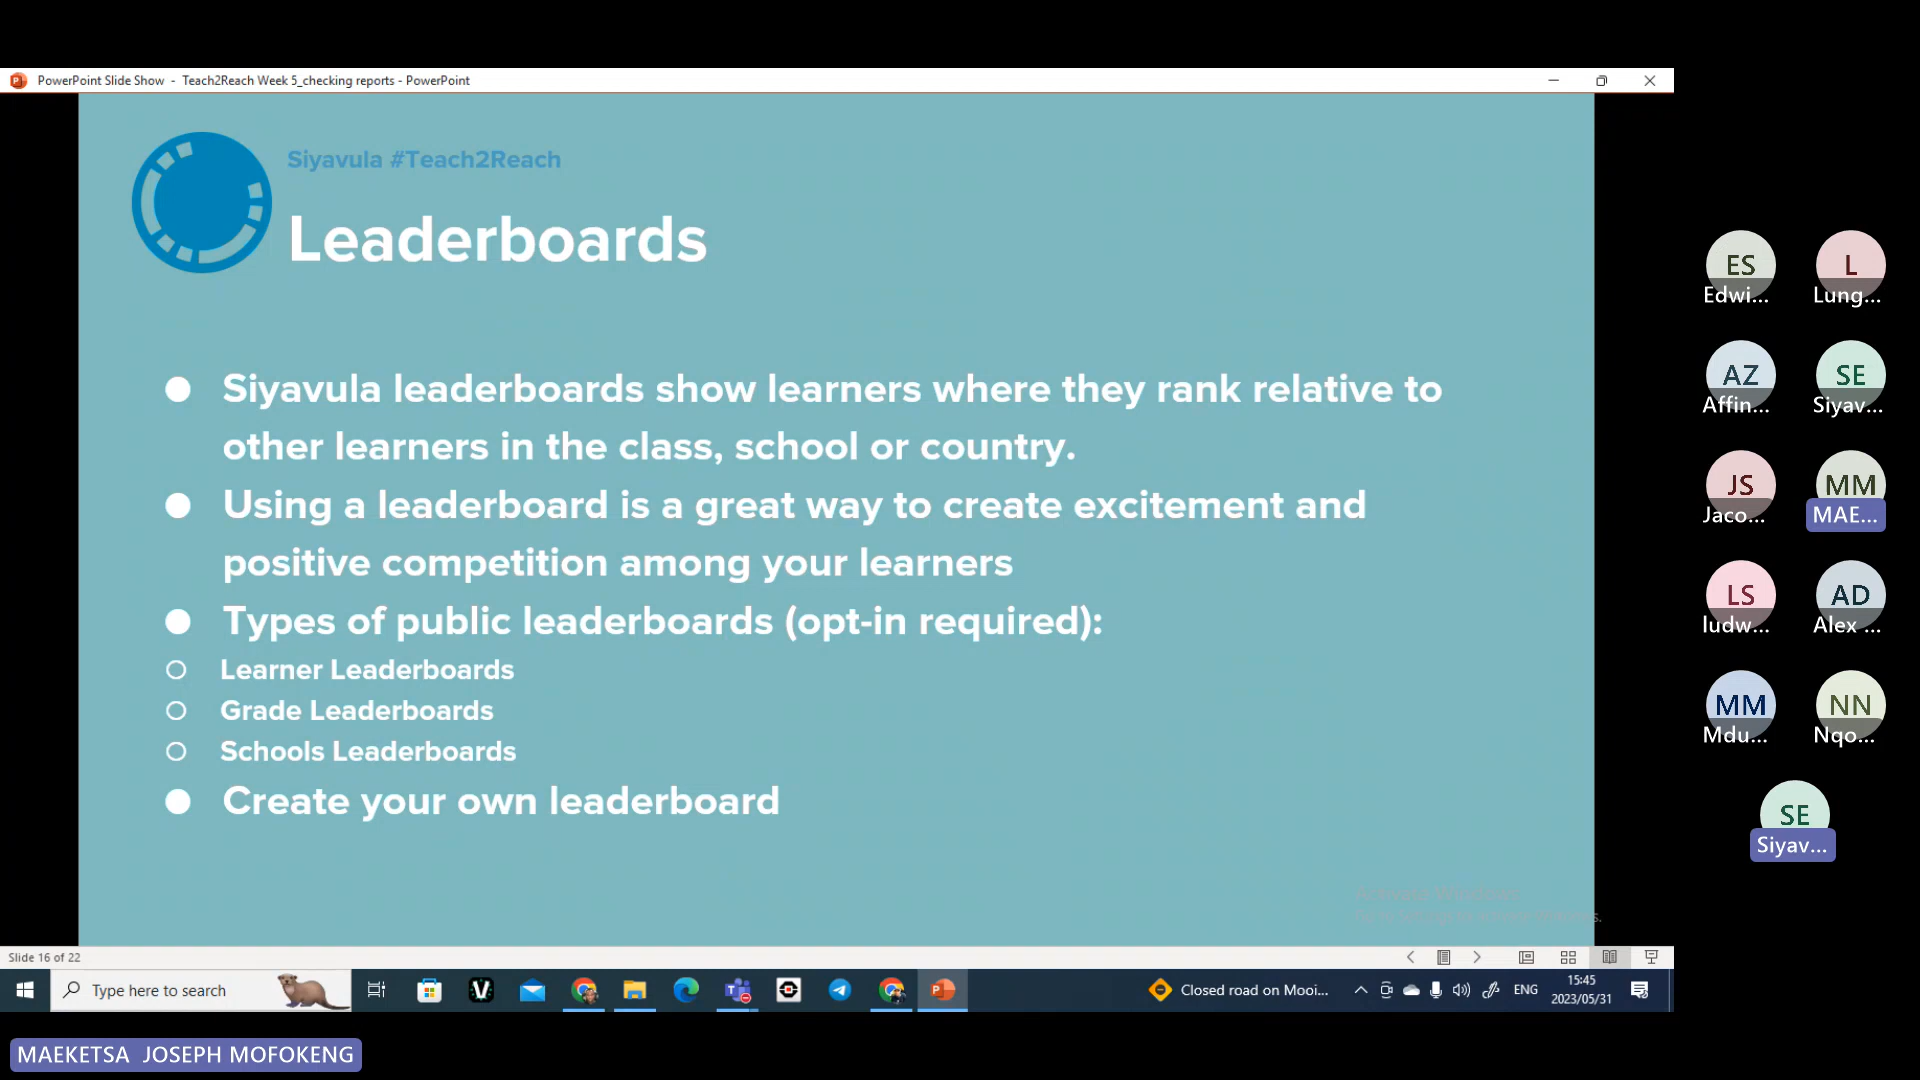 PowerPoint Slide Show - Teach2Reach Week 5_checking reports - PowerPoint
Siyavula #Teach2Reach
Leaderboards
Siyavula leaderboards show learners where they rank relative to
other learners in the class, school or country.
Using a leaderboard is a great way to create excitement and
positive competition among your learners
Types of public leaderboards (opt-in required):
Learner Leaderboards
Grade Leaderboards
Schools Leaderboards
Create your own leaderboard
Activate Windows
Slide 16 of 22
Type here to search
Closed road on Mooi...
ENG
15:45
2023/05/31
ES
Edwi...
L
Lung...
AZ
Affin...
SE
Siyav...
JS
Jaco...
MM
MAE...
LS
ludw...
AD
Alex ...
MM
Mdu...
NN
Nqo...
SE
Siyav...
MAEKETSA JOSEPH MOFOKENG